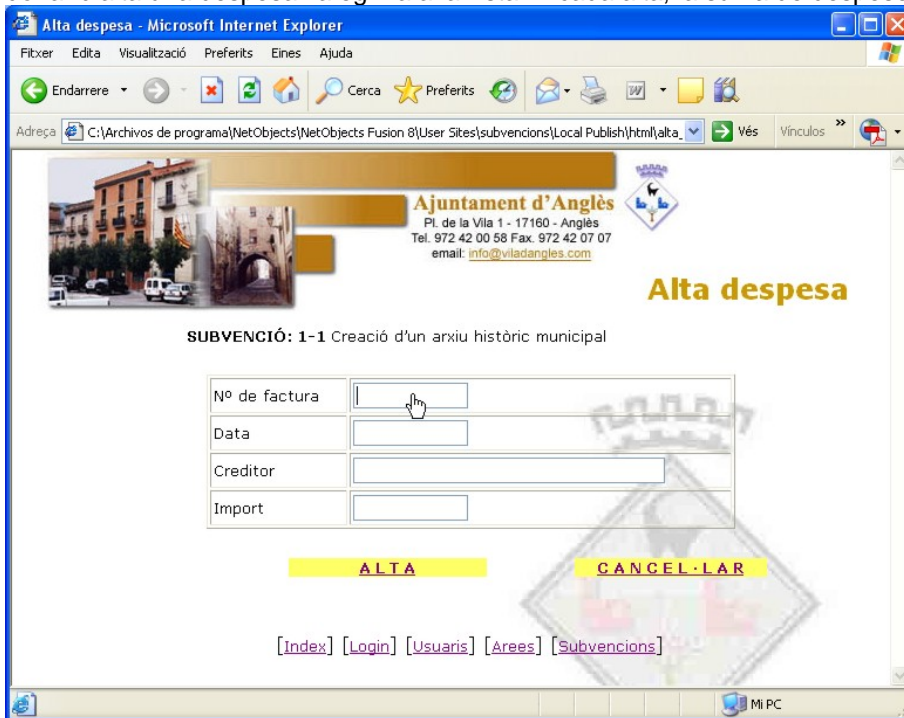 Alta despesa - Microsoft Internet Explorer
Fitxer Edita Visualització Preferits Eines Ajuda
Endarrere Cerca Preferits
Adreça C:\Archivos de programa\NetObjects\NetObjects Fusion 8\User Sites\subvencions\Local Publish\html\alta_ Vés Vínculos »
Ajuntament d'Anglès
Pl. de la Vila 1 - 17160 - Anglès
Tel. 972 42 00 58 Fax. 972 42 07 07
email: info@viladangles.com
Alta despesa
SUBVENCIÓ: 1-1 Creació d'un arxiu històric municipal
Nº de factura
Data
Creditor
Import
ALTA CANCEL·LAR
[Index] [Login] [Usuaris] [Arees] [Subvencions]
Mi PC